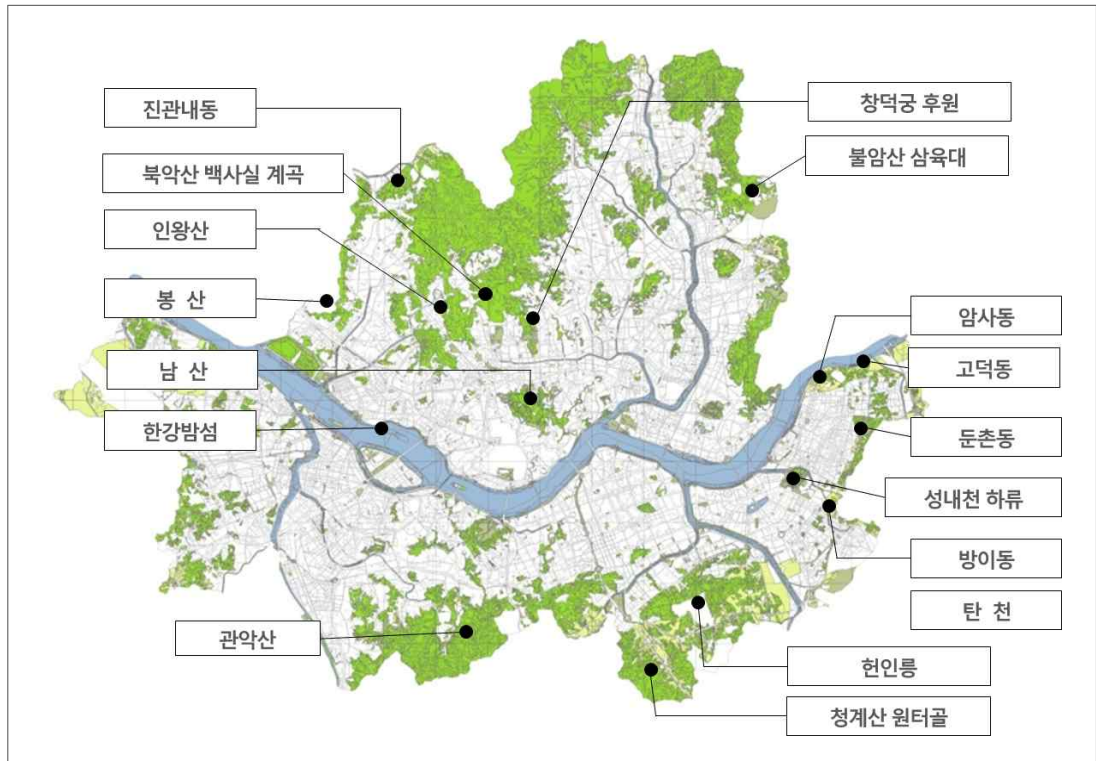 진관내동
북악산 백사실 계곡
인왕산
봉 산
남 산
한강밤섬
관악산
창덕궁 후원
불암산 삼육대
암사동
고덕동
둔촌동
성내천 하류
방이동
탄 천
헌인릉
청계산 원터골